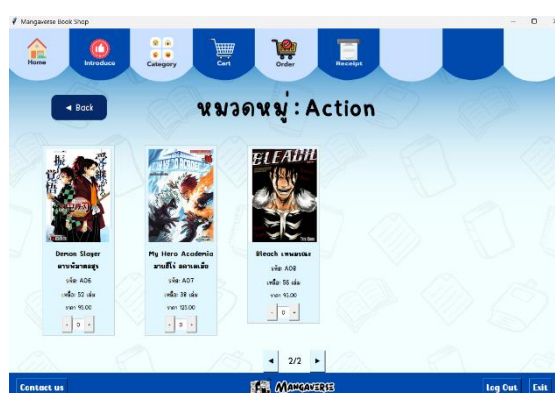 Mangaverse Book Shop
Home
Introduce
Category
Cart
Order
Receipt
◄ Back
หมวดหมู่ : Action
BLEACH
Demon Slayer
ดาบพิฆาตอสูร
รหัส: A06
เหลือ: 52 เล่ม
ราคา 95.00
- 0 +
My Hero Academia
มายฮีโร่ อคาเดเมีย
รหัส: A07
เหลือ: 38 เล่ม
ราคา 125.00
- 0 +
Bleach เทพมรณะ
รหัส: A08
เหลือ: 56 เล่ม
ราคา 95.00
- 0 +
◄ 2/2 ►
Contact us
MANGAVERSE
Log Out
Exit